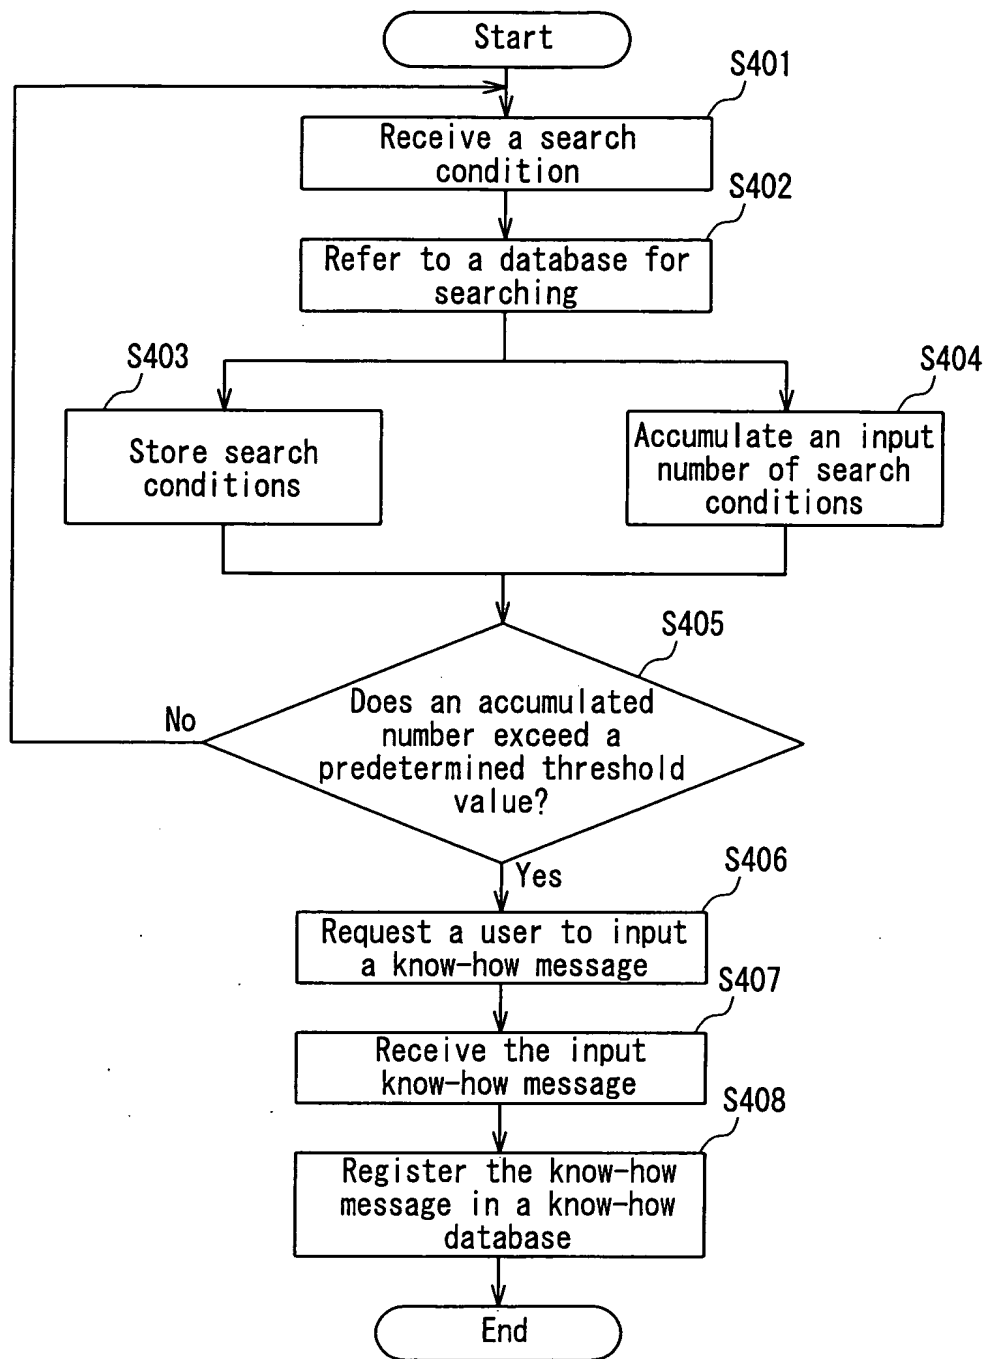 Start
S401
Receive a search
condition
S402
Refer to a database for
searching
S403
Store search
conditions
S404
Accumulate an input
number of search
conditions
S405
Does an accumulated
number exceed a
predetermined threshold
value?
No
Yes
S406
Request a user to input
a know-how message
S407
Receive the input
know-how message
S408
Register the know-how
message in a know-how
database
End